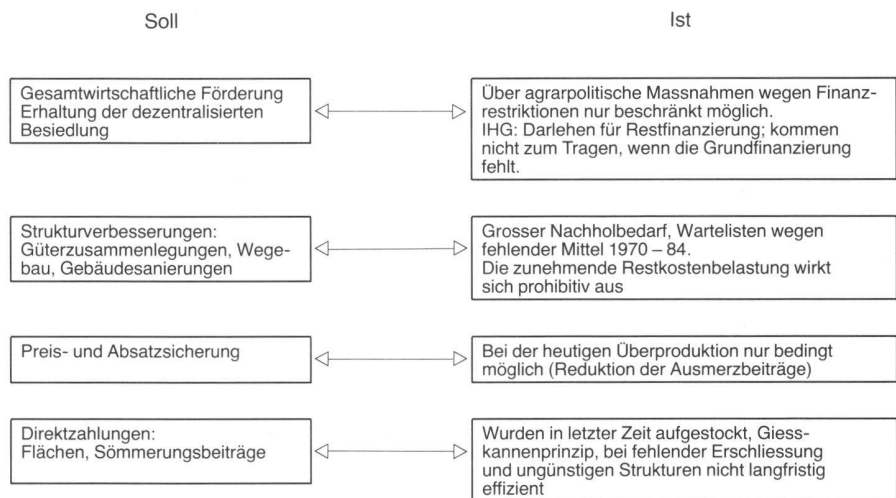 Soll
Ist
Gesamtwirtschaftliche Förderung
Erhaltung der dezentralisierten
Besiedlung
Über agrarpolitische Massnahmen wegen Finanz-
restriktionen nur beschränkt möglich.
IHG: Darlehen für Restfinanzierung; kommen
nicht zum Tragen, wenn die Grundfinanzierung
fehlt.
Strukturverbesserungen:
Güterzusammenlegungen, Wege-
bau, Gebäudesanierungen
Grosser Nachholbedarf, Wartelisten wegen
fehlender Mittel 1970 – 84.
Die zunehmende Restkostenbelastung wirkt
sich prohibitiv aus
Preis- und Absatzsicherung
Bei der heutigen Überproduktion nur bedingt
möglich (Reduktion der Ausmerzbeiträge)
Direktzahlungen:
Flächen, Sömmerungsbeiträge
Wurden in letzter Zeit aufgestockt, Giess-
kannenprinzip, bei fehlender Erschliessung
und ungünstigen Strukturen nicht langfristig
effizient